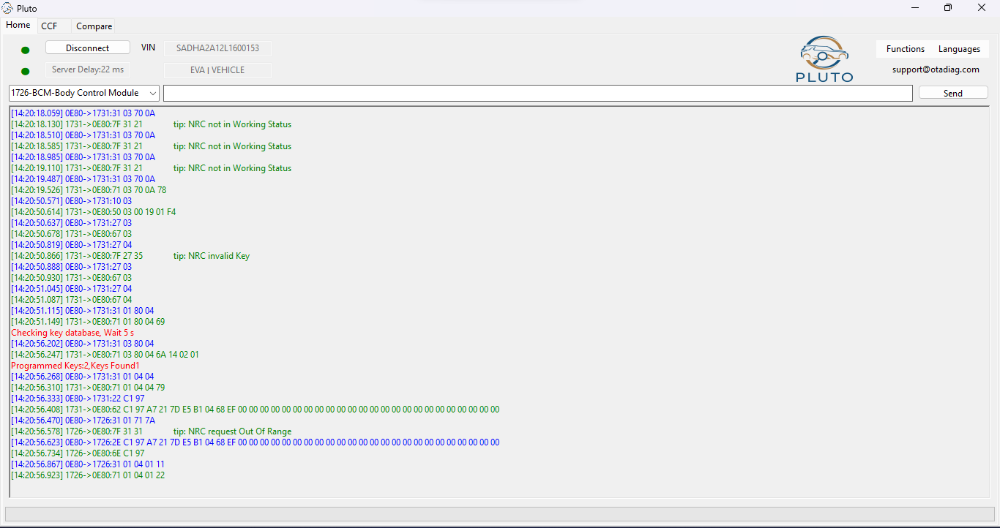 Pluto
Home CCF Compare
Disconnect VIN SADHA2A12L1600153
Functions Languages
Server Delay:22 ms EVA | VEHICLE
support@otadiag.com
PLUTO
1726-BCM-Body Control Module Send
[14:20:18.059] 0E80->1731:31 03 70 0A
[14:20:18.130] 1731->0E80:7F 31 21 tip: NRC not in Working Status
[14:20:18.510] 0E80->1731:31 03 70 0A
[14:20:18.585] 1731->0E80:7F 31 21 tip: NRC not in Working Status
[14:20:18.985] 0E80->1731:31 03 70 0A
[14:20:19.110] 1731->0E80:7F 31 21 tip: NRC not in Working Status
[14:20:19.487] 0E80->1731:31 03 70 0A
[14:20:19.526] 1731->0E80:71 03 70 0A 78
[14:20:50.571] 0E80->1731:10 03
[14:20:50.614] 1731->0E80:50 03 00 19 01 F4
[14:20:50.637] 0E80->1731:27 03
[14:20:50.678] 1731->0E80:67 03
[14:20:50.819] 0E80->1731:27 04
[14:20:50.866] 1731->0E80:7F 27 35 tip: NRC invalid Key
[14:20:50.888] 0E80->1731:27 03
[14:20:50.930] 1731->0E80:67 03
[14:20:51.045] 0E80->1731:27 04
[14:20:51.087] 1731->0E80:67 04
[14:20:51.115] 0E80->1731:31 01 80 04
[14:20:51.149] 1731->0E80:71 01 80 04 69
Checking key database, Wait 5 s
[14:20:56.202] 0E80->1731:31 03 80 04
[14:20:56.247] 1731->0E80:71 03 80 04 6A 14 02 01
Programmed Keys:2,Keys Found1
[14:20:56.268] 0E80->1731:31 01 04 04
[14:20:56.310] 1731->0E80:71 01 04 04 79
[14:20:56.333] 0E80->1731:22 C1 97
[14:20:56.408] 1731->0E80:62 C1 97 A7 21 7D E5 B1 04 68 EF 00 00 00 00 00 00 00 00 00 00 00 00 00 00 00 00 00 00 00 00 00 00 00 00
[14:20:56.470] 0E80->1726:31 01 71 7A
[14:20:56.578] 1726->0E80:7F 31 31 tip: NRC request Out Of Range
[14:20:56.623] 0E80->1726:2E C1 97 A7 21 7D E5 B1 04 68 EF 00 00 00 00 00 00 00 00 00 00 00 00 00 00 00 00 00 00 00 00 00 00 00 00
[14:20:56.734] 1726->0E80:6E C1 97
[14:20:56.867] 0E80->1726:31 01 04 01 11
[14:20:56.923] 1726->0E80:71 01 04 01 22